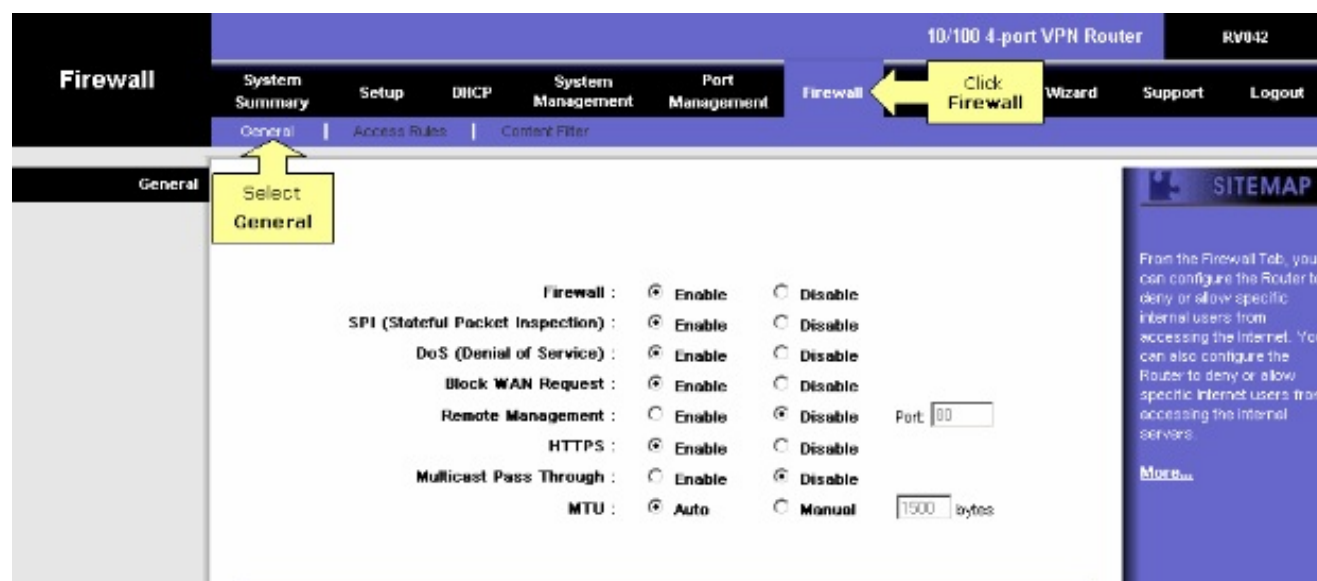 10/100 4-port VPN Router RV042
Firewall
System Summary Setup DHCP System Management Port Management Firewall Click Firewall Wizard Support Logout
General | Access Rules | Content Filter
General
Select
General
SITEMAP
From the Firewall Tab, you
can configure the Router to
deny or allow specific
internal users from
accessing the Internet. You
can also configure the
Router to deny or allow
specific Internet users from
accessing the internal
servers.
More...
Firewall : Enable Disable
SPI (Stateful Packet Inspection) : Enable Disable
DoS (Denial of Service) : Enable Disable
Block WAN Request : Enable Disable
Remote Management : Enable Disable Port: 80
HTTPS : Enable Disable
Multicast Pass Through : Enable Disable
MTU : Auto Manual 1500 bytes